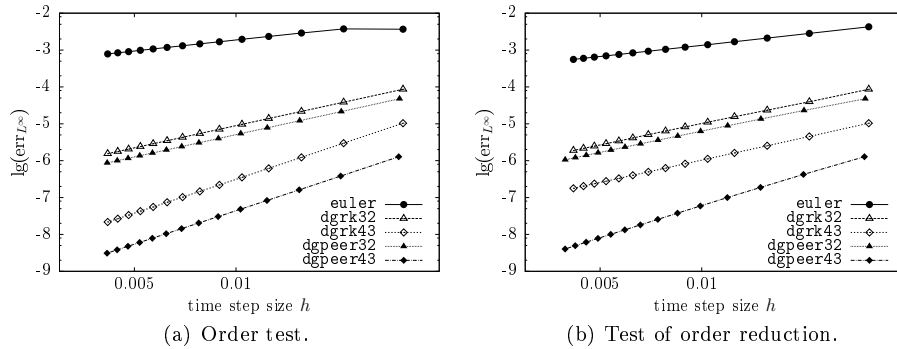 -2
-3
-4
-5
-6
-7
-8
-9
lg(err_{L^∞})
euler
dgrk32
dgrk43
dgpeer32
dgpeer43
0.005
0.01
time step size h
(a) Order test.
-2
-3
-4
-5
-6
-7
-8
-9
lg(err_{L^∞})
euler
dgrk32
dgrk43
dgpeer32
dgpeer43
0.005
0.01
time step size h
(b) Test of order reduction.